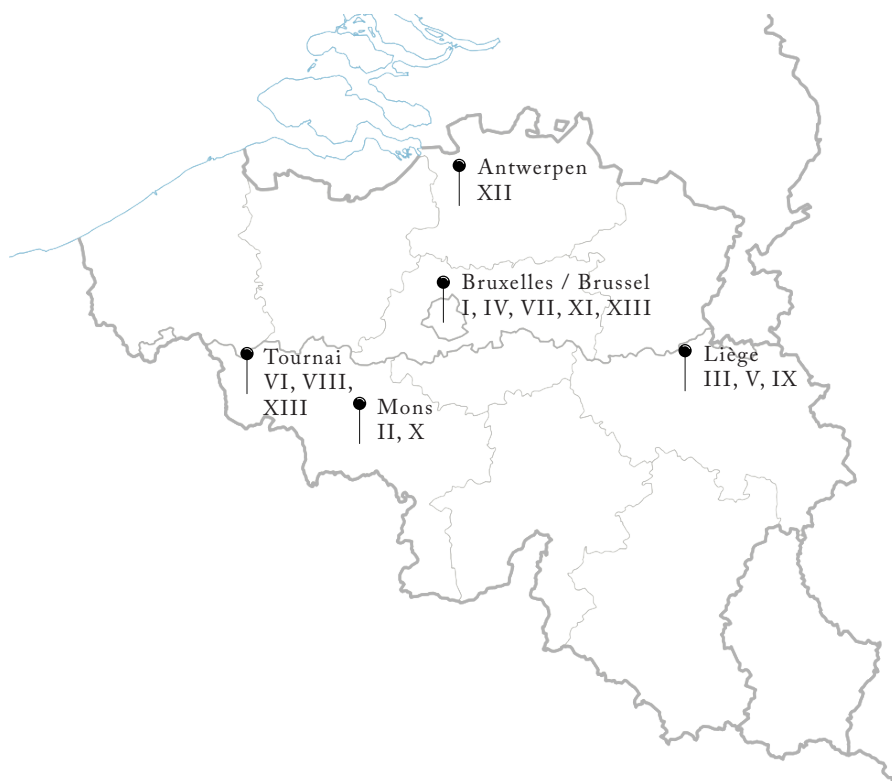 Antwerpen
XII
Bruxelles / Brussel
I, IV, VII, XI, XIII
Tournai
VI, VIII,
XIII
Liège
III, V, IX
Mons
II, X